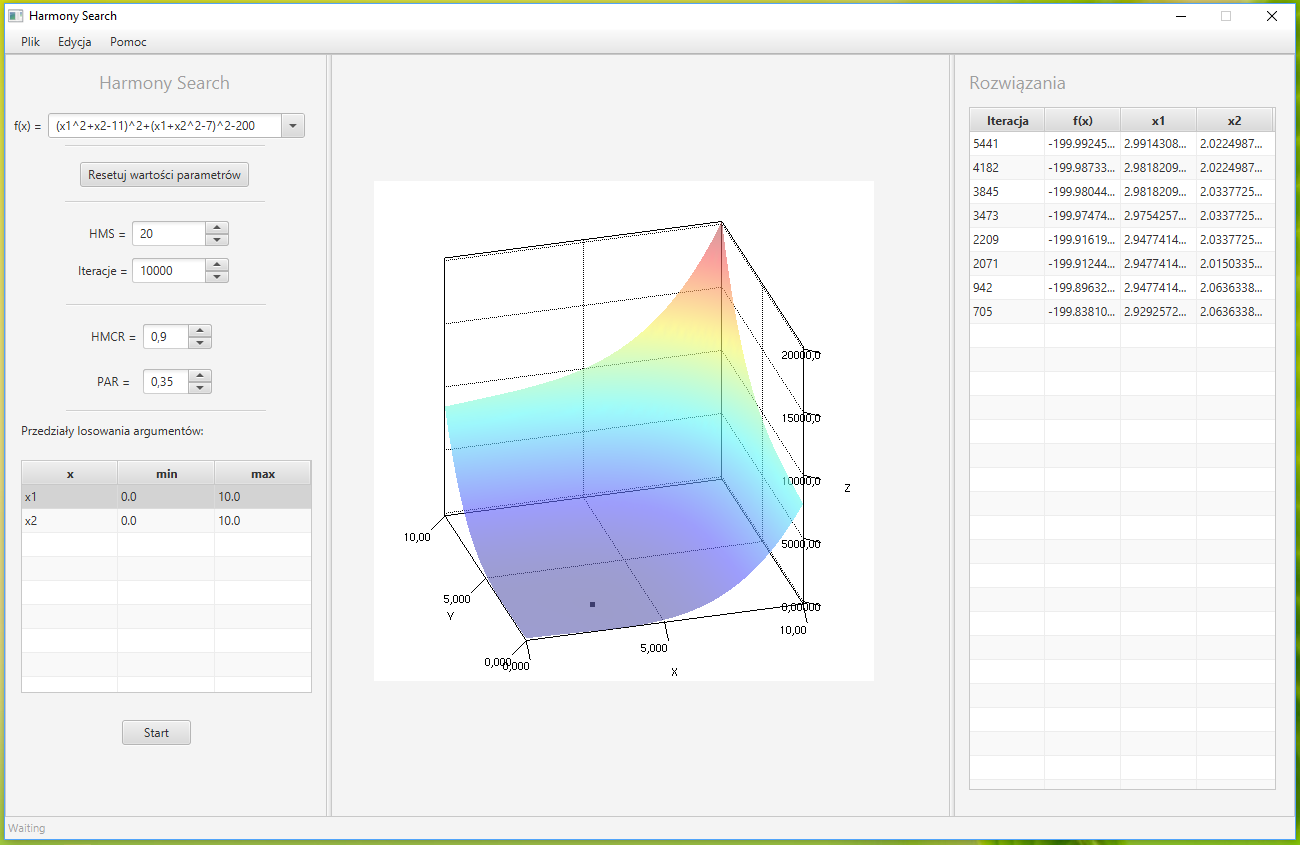 Harmony Search
Plik Edycja Pomoc
Harmony Search
f(x) = (x1^2+x2-11)^2+(x1+x2^2-7)^2-200
Resetuj wartości parametrów
HMS = 20
Iteracje = 10000
HMCR = 0,9
PAR = 0,35
Przedziały losowania argumentów:
x min max
x1 0.0 10.0
x2 0.0 10.0
Start
20000,0
15000,0
10000,0
5000,00
0,00000
Z
10,00
5,000
Y
0,000
0,000
5,000
10,00
X
Rozwiązania
Iteracja f(x) x1 x2
5441 -199.99245... 2.9914308... 2.0224987...
4182 -199.98733... 2.9818209... 2.0224987...
3845 -199.98044... 2.9818209... 2.0337725...
3473 -199.97474... 2.9754257... 2.0337725...
2209 -199.91619... 2.9477414... 2.0337725...
2071 -199.91244... 2.9477414... 2.0150335...
942 -199.89632... 2.9477414... 2.0636338...
705 -199.83810... 2.9292572... 2.0636338...
Waiting